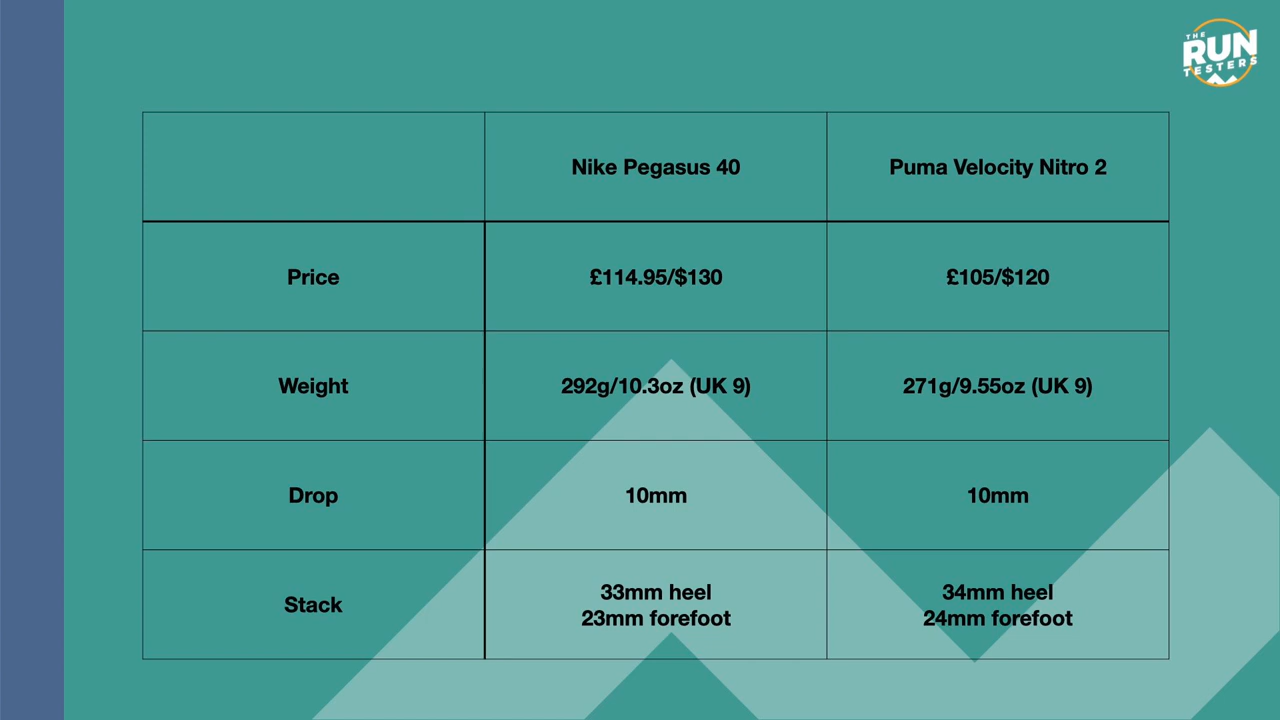 THE
RUN
TESTERS
Nike Pegasus 40
Puma Velocity Nitro 2
Price
£114.95/$130
£105/$120
Weight
292g/10.3oz (UK 9)
271g/9.55oz (UK 9)
Drop
10mm
10mm
Stack
33mm heel
23mm forefoot
34mm heel
24mm forefoot